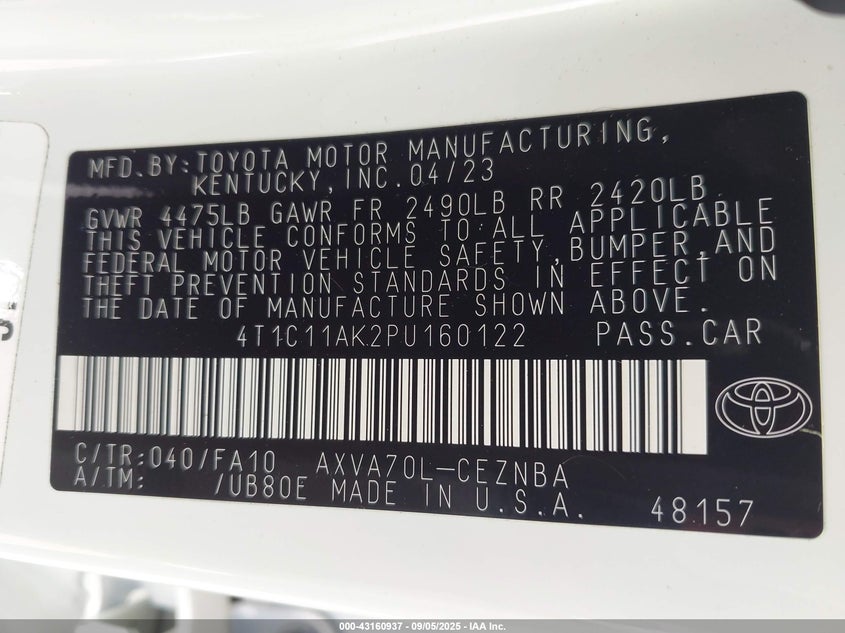 MFD.BY:TOYOTA MOTOR MANUFACTURING,
KENTUCKY,INC.04/23
GVWR 4475LB GAWR FR 2490LB RR 2420LB
THIS VEHICLE CONFORMS TO ALL APPLICABLE
FEDERAL MOTOR VEHICLE SAFETY,BUMPER,AND
THEFT PREVENTION STANDARDS IN EFFECT ON
THE DATE OF MANUFACTURE SHOWN ABOVE.
4T1C11AK2PU160122 PASS.CAR
C/TR:040/FA10 AXVA70L-CEZNBA
A/TM: /UB80E MADE IN U.S.A. 48157
000-43160937 - 09/05/2025 - IAA Inc.